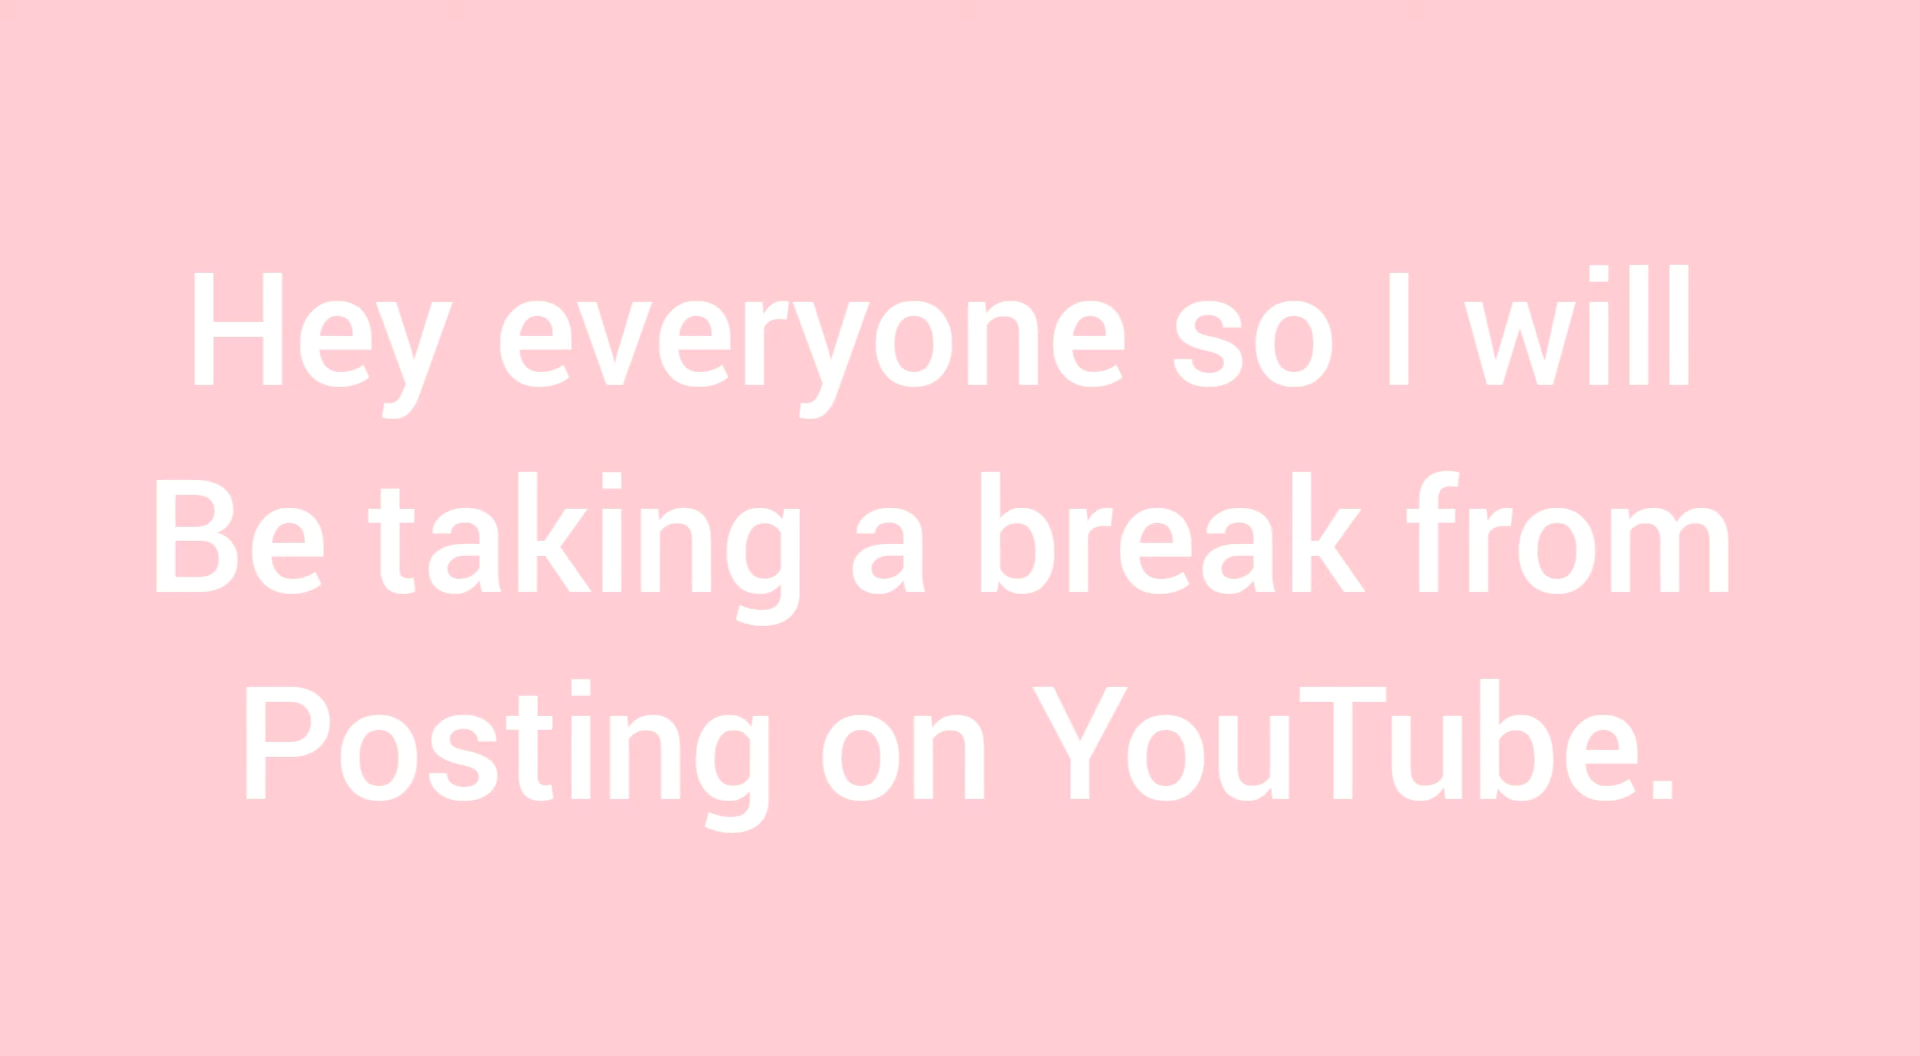 Hey everyone so I will
Be taking a break from
Posting on YouTube.